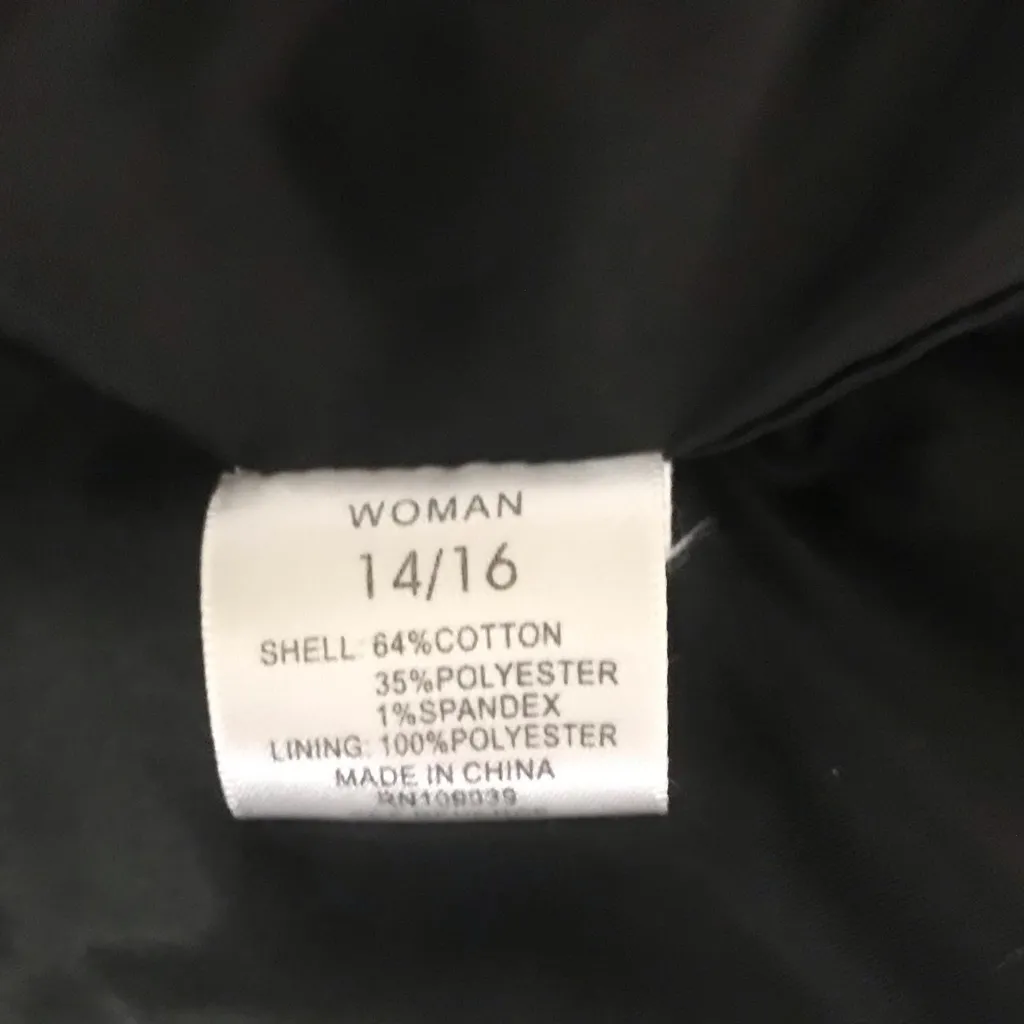 WOMAN
14/16
SHELL: 64%COTTON
35%POLYESTER
1%SPANDEX
LINING: 100%POLYESTER
MADE IN CHINA